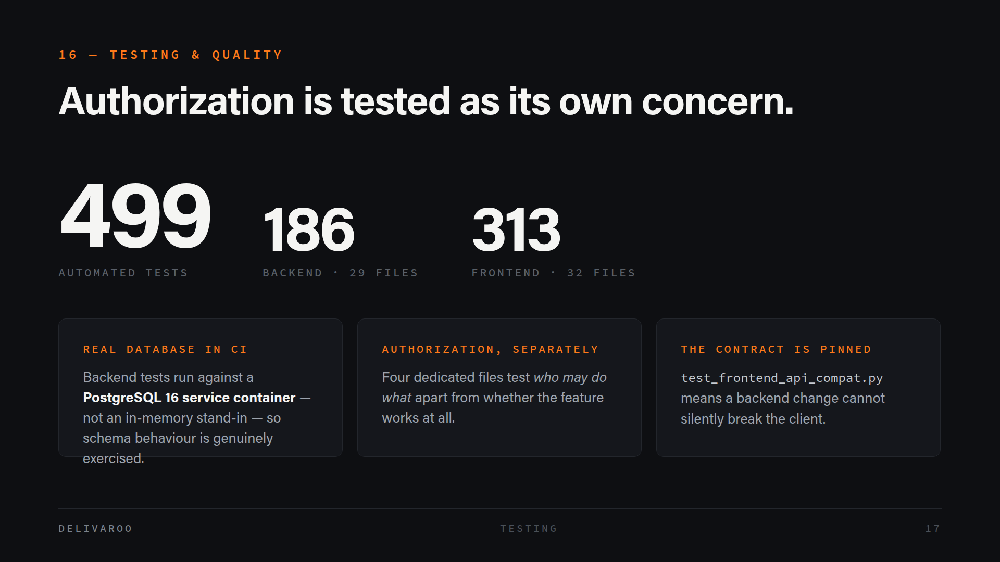 16 — TESTING & QUALITY
Authorization is tested as its own concern.
499
186
313
AUTOMATED TESTS
BACKEND · 29 FILES
FRONTEND · 32 FILES
REAL DATABASE IN CI
Backend tests run against a
PostgreSQL 16 service container —
not an in-memory stand-in — so
schema behaviour is genuinely
exercised.
AUTHORIZATION, SEPARATELY
Four dedicated files test who may do
what apart from whether the feature
works at all.
THE CONTRACT IS PINNED
test_frontend_api_compat.py
means a backend change cannot
silently break the client.
DELIVAROO
TESTING
17